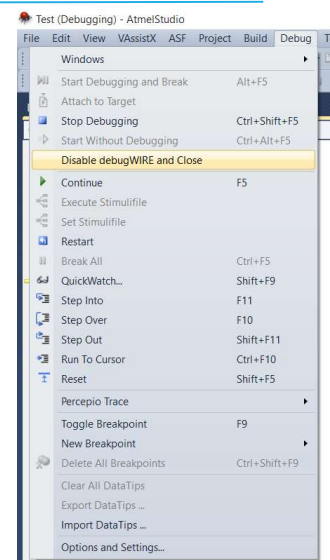 Test (Debugging) - AtmelStudio
File Edit View VAssistX ASF Project Build Debug T
Windows
Start Debugging and Break Alt+F5
Attach to Target
Stop Debugging Ctrl+Shift+F5
Start Without Debugging Ctrl+Alt+F5
Disable debugWIRE and Close
Continue F5
Execute Stimulifile
Set Stimulifile
Restart
Break All Ctrl+F5
QuickWatch... Shift+F9
Step Into F11
Step Over F10
Step Out Shift+F11
Run To Cursor Ctrl+F10
Reset Shift+F5
Percepio Trace
Toggle Breakpoint F9
New Breakpoint
Delete All Breakpoints Ctrl+Shift+F9
Clear All DataTips
Export DataTips ...
Import DataTips ...
Options and Settings...